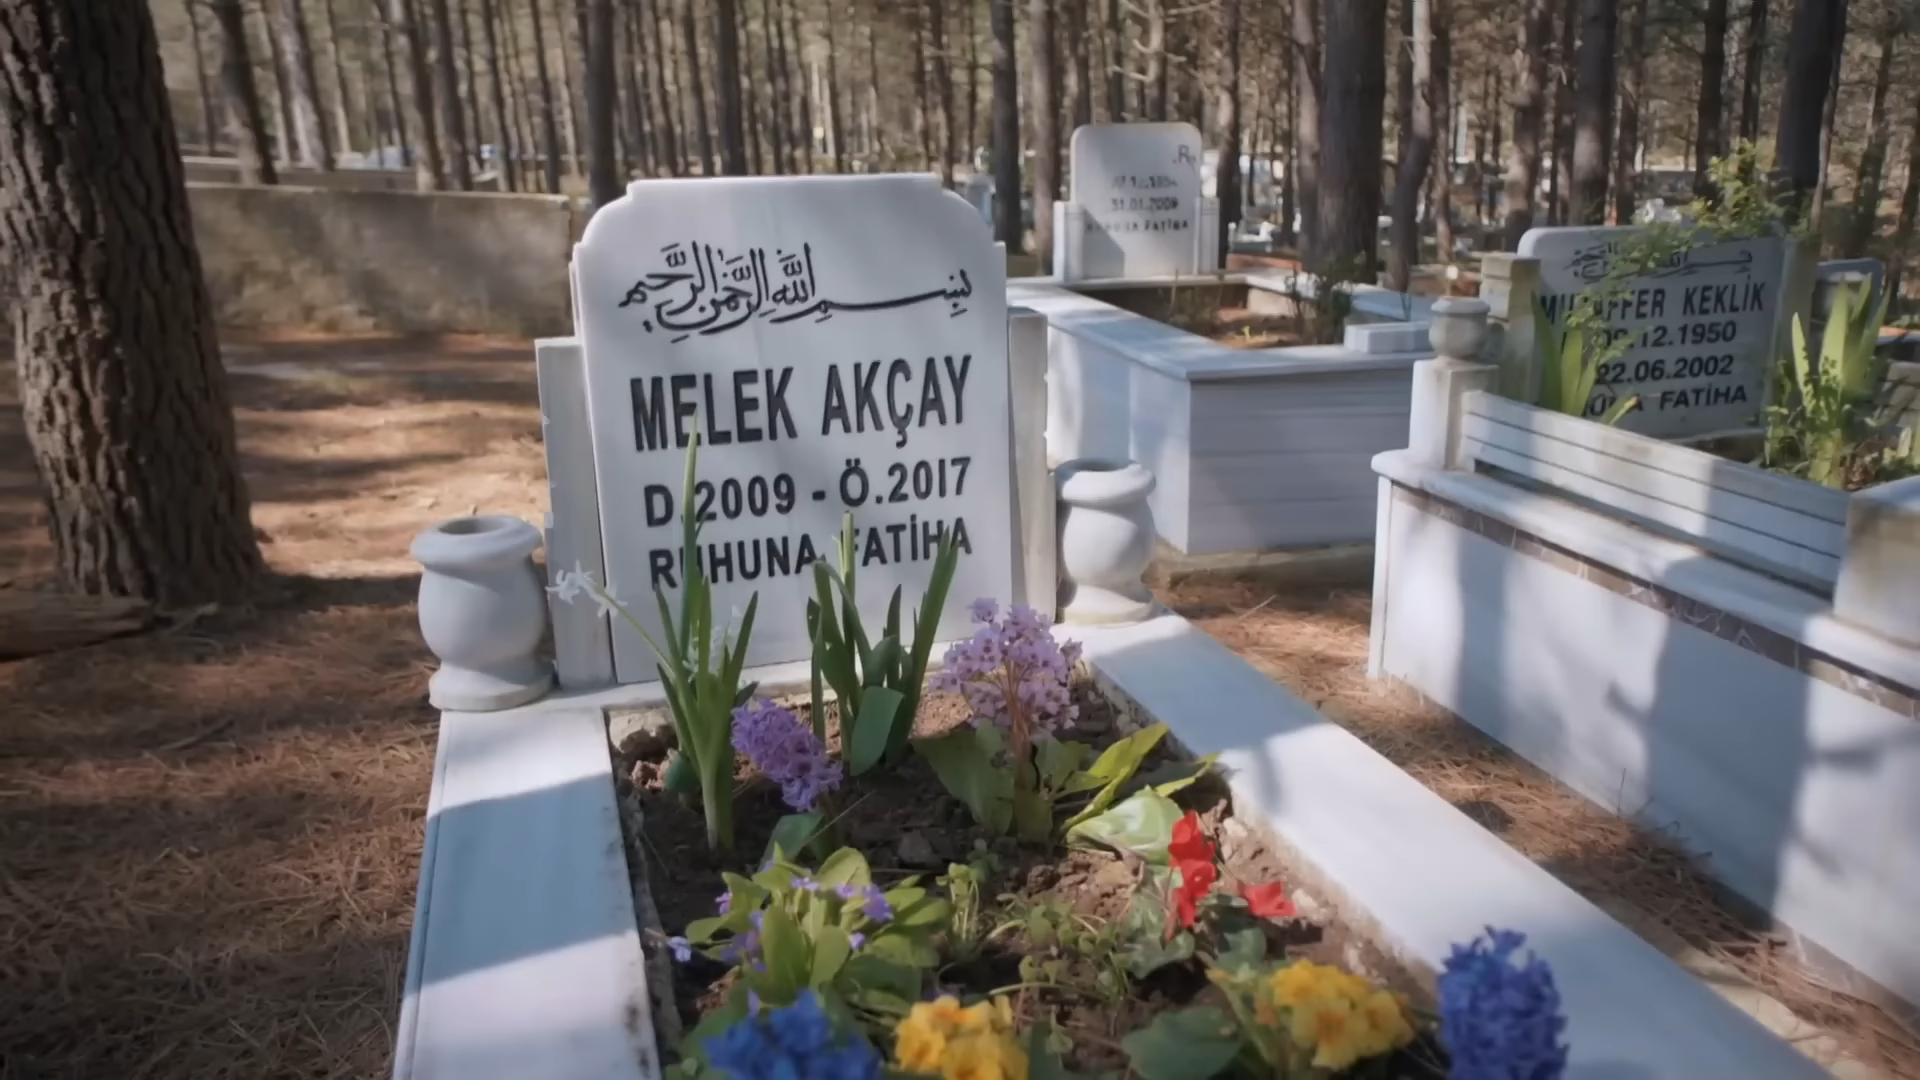 بسم الله الرحمن الرحيم
MELEK AKÇAY
D.2009 - Ö.2017
RUHUNA FATİHA
31.01.2009
RUHUNA FATİHA
KEKLİK
.12.1950
22.06.2002
FATİHA